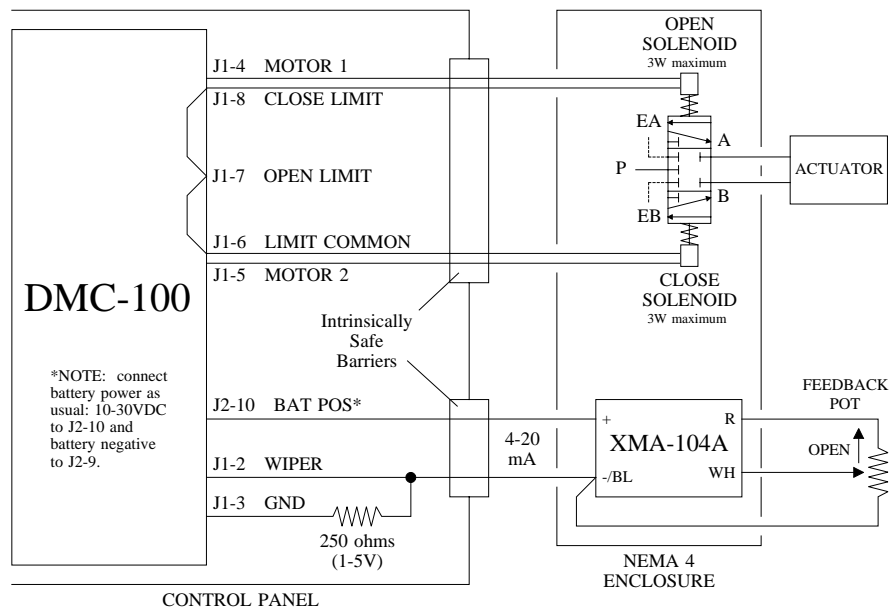 OPEN
SOLENOID
3W maximum
J1-4 MOTOR 1
J1-8 CLOSE LIMIT
EA
A
J1-7 OPEN LIMIT
P
ACTUATOR
B
EB
J1-6 LIMIT COMMON
J1-5 MOTOR 2
CLOSE
SOLENOID
3W maximum
DMC-100
Intrinsically
Safe
Barriers
*NOTE: connect
battery power as
usual: 10-30VDC
to J2-10 and
battery negative
to J2-9.
FEEDBACK
POT
J2-10 BAT POS*
4-20
mA
+
R
XMA-104A
OPEN
J1-2 WIPER
-/BL
WH
J1-3 GND
250 ohms
(1-5V)
NEMA 4
ENCLOSURE
CONTROL PANEL